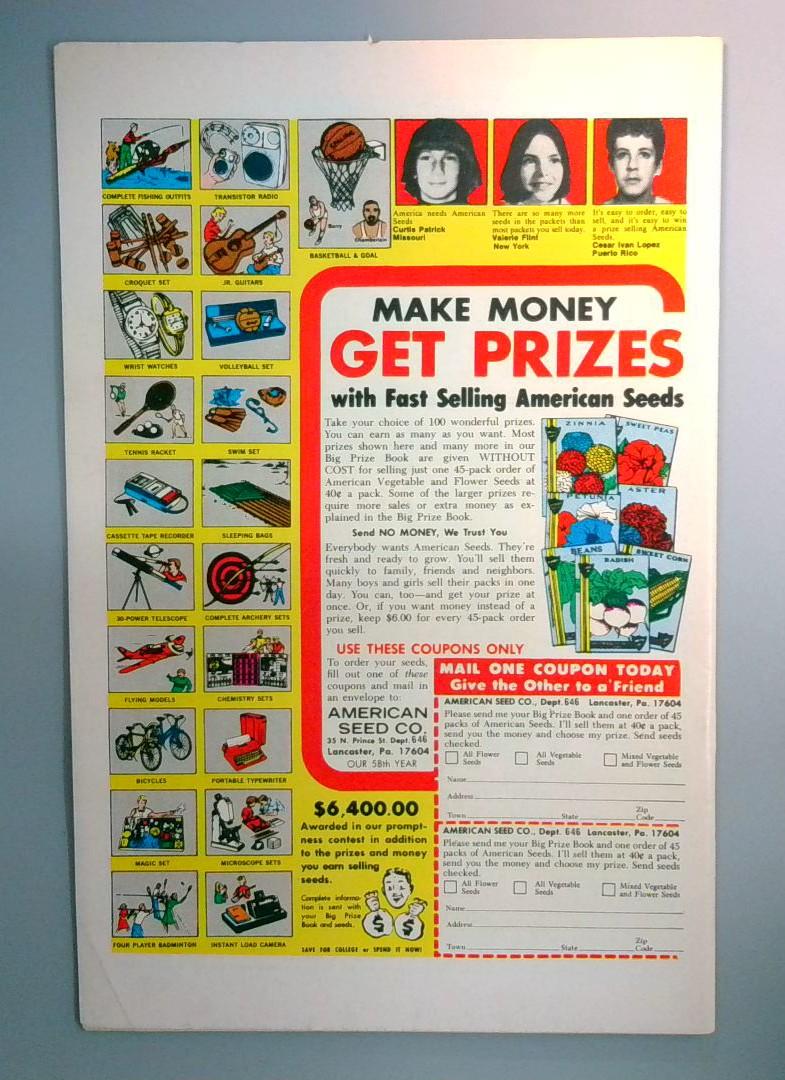 COMPLETE FISHING OUTFITS
TRANSISTOR RADIO
CROQUET SET
JR. GUITARS
WRIST WATCHES
VOLLEYBALL SET
TENNIS RACKET
SWIM SET
CASSETTE TAPE RECORDER
SLEEPING BAGS
30-POWER TELESCOPE
COMPLETE ARCHERY SETS
FLYING MODELS
CHEMISTRY SETS
BICYCLES
PORTABLE TYPEWRITER
MAGIC SET
MICROSCOPE SETS
FOUR PLAYER BADMINTON
INSTANT LOAD CAMERA
SPALDING
Barry
Chamberlain
BASKETBALL & GOAL
America needs American
Seeds
Curtis Patrick
Missouri
There are so many more
seeds in the packets than
most packets you sell today.
Valerie Flint
New York
It's easy to order, easy to
sell, and it's easy to win
a prize selling American
Seeds.
Cesar Ivan Lopez
Puerto Rico
MAKE MONEY
GET PRIZES
with Fast Selling American Seeds
Take your choice of 100 wonderful prizes.
You can earn as many as you want. Most
prizes shown here and many more in our
Big Prize Book are given WITHOUT
COST for selling just one 45-pack order of
American Vegetable and Flower Seeds at
40¢ a pack. Some of the larger prizes re-
quire more sales or extra money as ex-
plained in the Big Prize Book.
Send NO MONEY, We Trust You
Everybody wants American Seeds. They're
fresh and ready to grow. You'll sell them
quickly to family, friends and neighbors.
Many boys and girls sell their packs in one
day. You can, too—and get your prize at
once. Or, if you want money instead of a
prize, keep $6.00 for every 45-pack order
you sell.
ZINNIA
SWEET PEAS
PETUNIA
ASTER
BEANS
RADISH
SWEET CORN
USE THESE COUPONS ONLY
To order your seeds,
fill out one of these
coupons and mail in
an envelope to:
AMERICAN
SEED CO.
35 N. Prince St. Dept. 646
Lancaster, Pa. 17604
OUR 58th YEAR
$6,400.00
Awarded in our prompt-
ness contest in addition
to the prizes and money
you earn selling
seeds.
Complete informa-
tion is sent with
your Big Prize
Book and seeds.
$ $
SAVE FOR COLLEGE or SPEND IT NOW!
MAIL ONE COUPON TODAY
Give the Other to a Friend
AMERICAN SEED CO., Dept. 646 Lancaster, Pa. 17604
Please send me your Big Prize Book and one order of 45
packs of American Seeds. I'll sell them at 40¢ a pack,
send you the money and choose my prize. Send seeds
checked.
All Flower
Seeds
All Vegetable
Seeds
Mixed Vegetable
and Flower Seeds
Name
Address
Town State Zip Code
AMERICAN SEED CO., Dept. 646 Lancaster, Pa. 17604
Please send me your Big Prize Book and one order of 45
packs of American Seeds. I'll sell them at 40¢ a pack,
send you the money and choose my prize. Send seeds
checked.
All Flower
Seeds
All Vegetable
Seeds
Mixed Vegetable
and Flower Seeds
Name
Address
Town State Zip Code